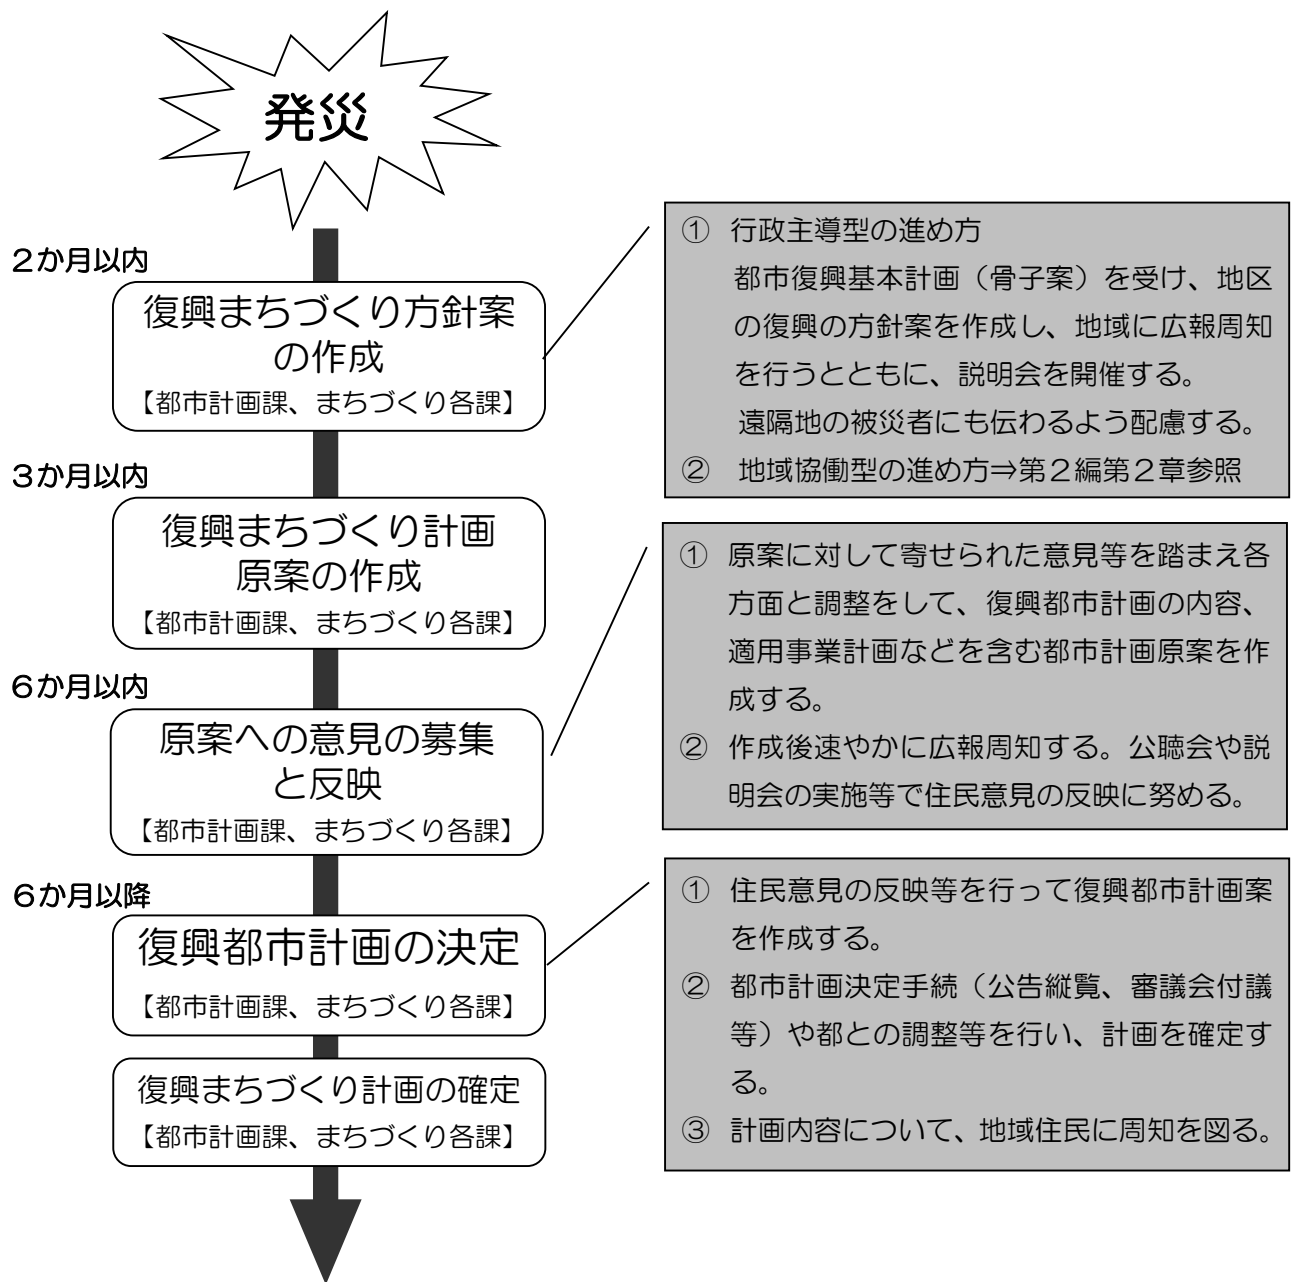 発災
2か月以内
復興まちづくり方針案
の作成
【都市計画課、まちづくり各課】
① 行政主導型の進め方
都市復興基本計画（骨子案）を受け、地区
の復興の方針案を作成し、地域に広報周知
を行うとともに、説明会を開催する。
遠隔地の被災者にも伝わるよう配慮する。
② 地域協働型の進め方⇒第２編第２章参照
3か月以内
復興まちづくり計画
原案の作成
【都市計画課、まちづくり各課】
6か月以内
原案への意見の募集
と反映
【都市計画課、まちづくり各課】
① 原案に対して寄せられた意見等を踏まえ各
方面と調整をして、復興都市計画の内容、
適用事業計画などを含む都市計画原案を作
成する。
② 作成後速やかに広報周知する。公聴会や説
明会の実施等で住民意見の反映に努める。
6か月以降
復興都市計画の決定
【都市計画課、まちづくり各課】
① 住民意見の反映等を行って復興都市計画案
を作成する。
② 都市計画決定手続（公告縦覧、審議会付議
等）や都との調整等を行い、計画を確定す
る。
③ 計画内容について、地域住民に周知を図る。
復興まちづくり計画の確定
【都市計画課、まちづくり各課】